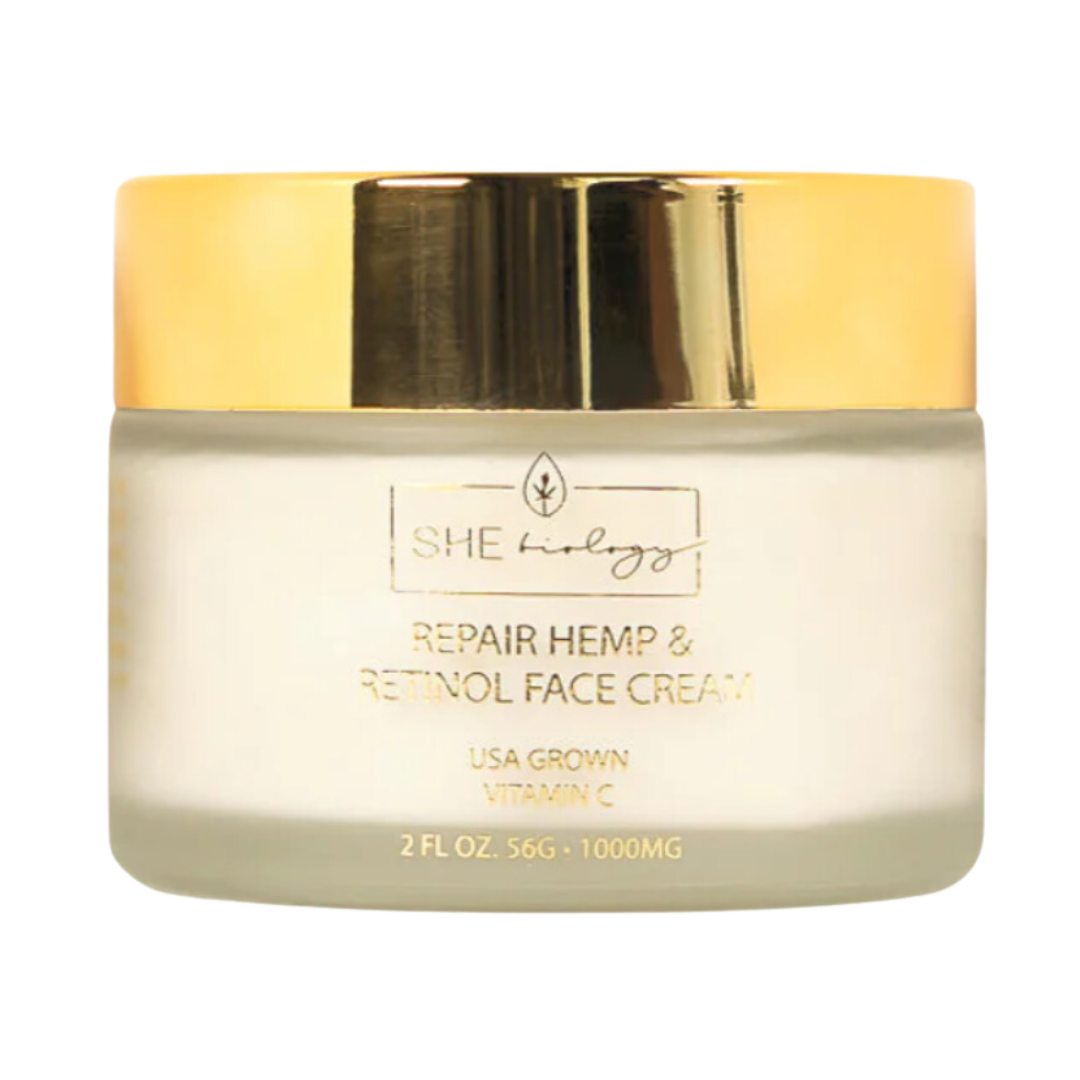 SHE biology
REPAIR HEMP &
RETINOL FACE CREAM
USA GROWN
VITAMIN C
2 FL OZ. 56G • 1000MG